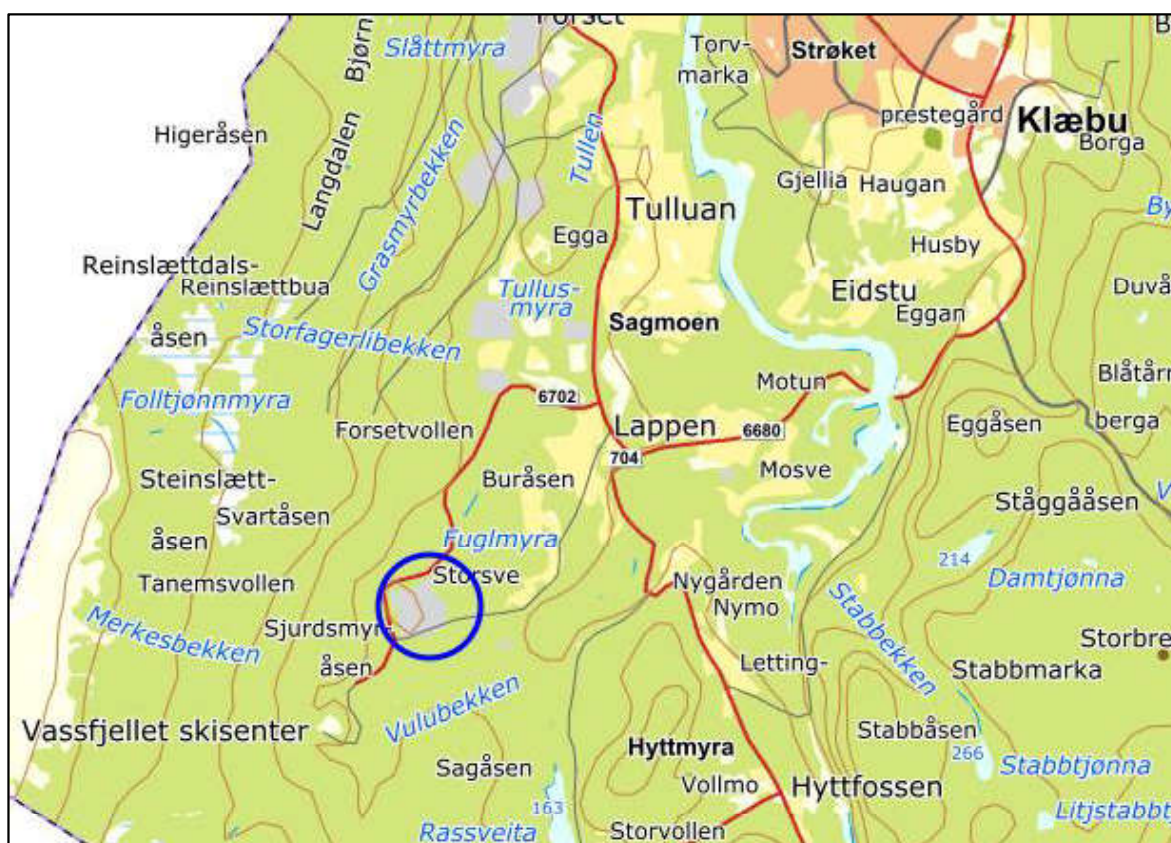 Forset
Bjørn
Slåttmyra
Torv-
marka
Strøket
prestegård
Klæbu
Borga
Higeråsen
Langdalen
Grasmyrbekken
Tullen
Gjellia
Haugan
Tulluan
Egga
Husby
Reinslættdals-
Reinslættbua
åsen
Tullus-
myra
Eidstu
Eggan
Duvå
Storfagerlibekken
Sagmoen
Folltjønnmyra
6702
Motun
Blåtårn
berga
Forsetvollen
Lappen
6680
704
Eggåsen
Steinslætt-
åsen
Svartåsen
Buråsen
Mosve
Ståggååsen
Fuglmyra
214
Damtjønna
Tanemsvollen
Storsve
Nygården
Nymo
Stabbekken
Merkesbekken
Sjurdsmyr-
åsen
Letting-
Storbre
Stabbmarka
Vulubekken
Vassfjellet skisenter
Hyttmyra
Stabbåsen
266
Stabbtjønna
Sagåsen
Vollmo
Hyttfossen
163
Rassveita
Storvollen
Litjstabbtj